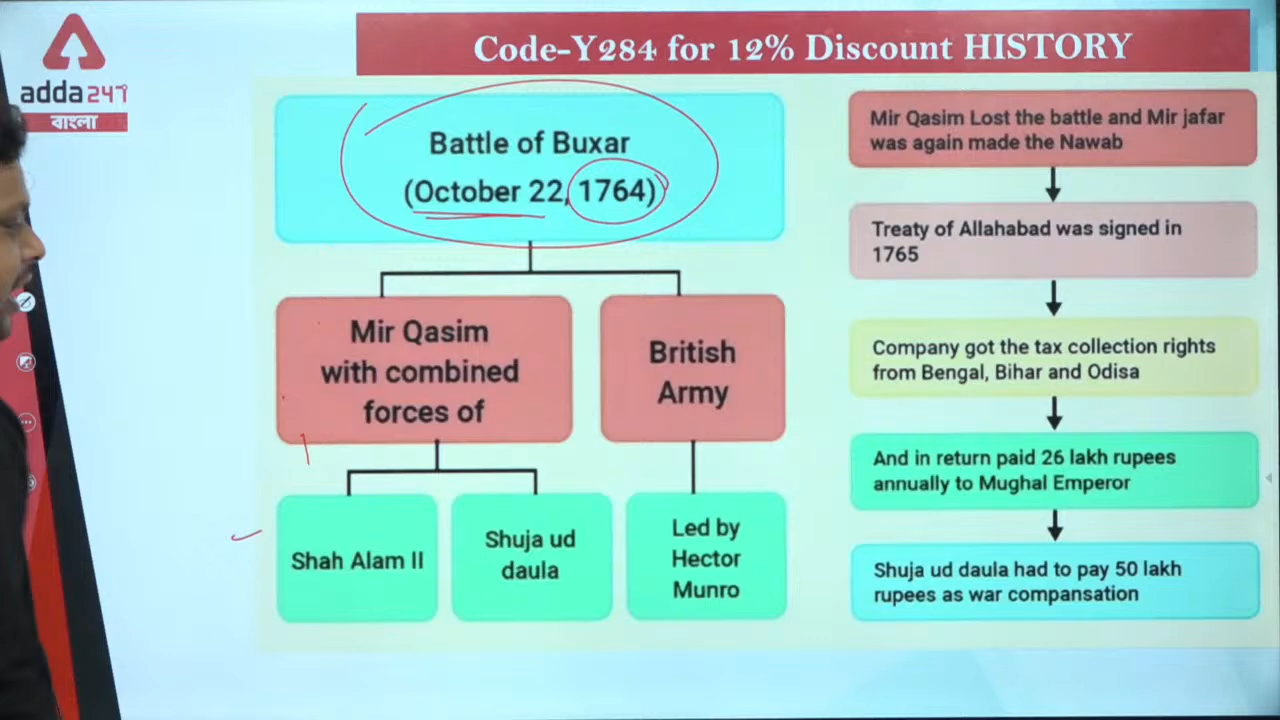 Code-Y284 for 12% Discount HISTORY
adda247
বাংলা
Battle of Buxar
(October 22, 1764)
Mir Qasim
with combined
forces of
British
Army
Shah Alam II
Shuja ud
daula
Led by
Hector
Munro
Mir Qasim Lost the battle and Mir jafar
was again made the Nawab
Treaty of Allahabad was signed in
1765
Company got the tax collection rights
from Bengal, Bihar and Odisa
And in return paid 26 lakh rupees
annually to Mughal Emperor
Shuja ud daula had to pay 50 lakh
rupees as war compansation